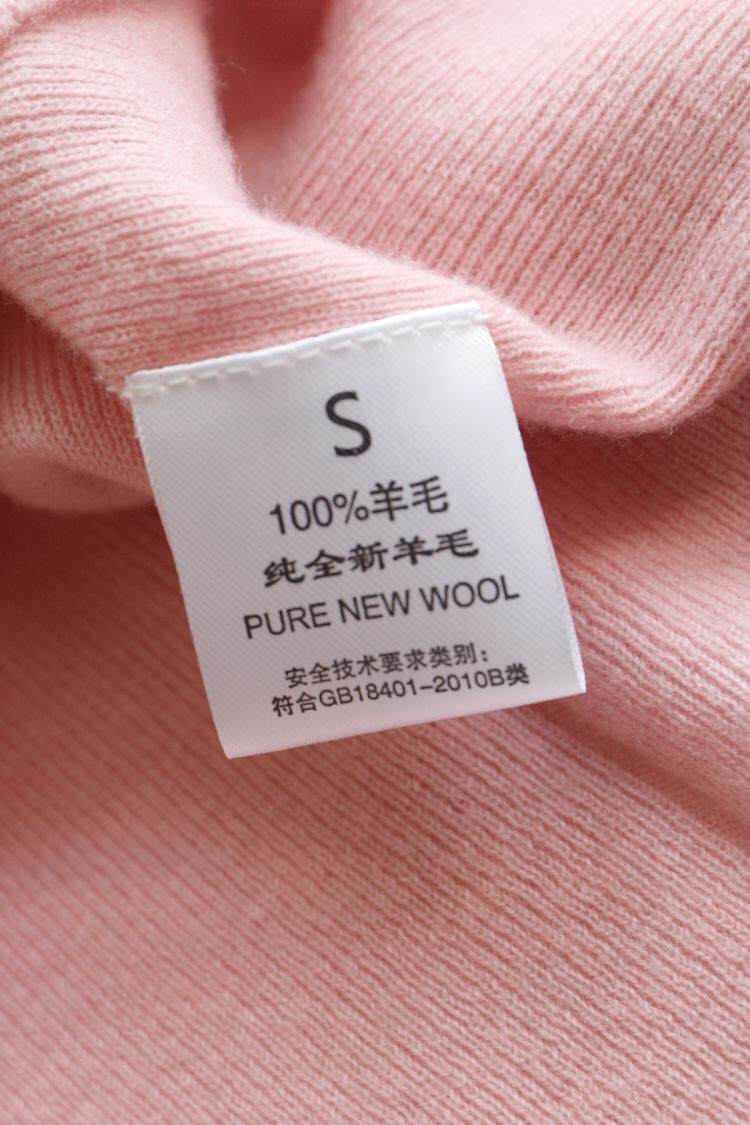 S
100%羊毛
纯全新羊毛
PURE NEW WOOL
安全技术要求类别：
符合GB18401-2010B类